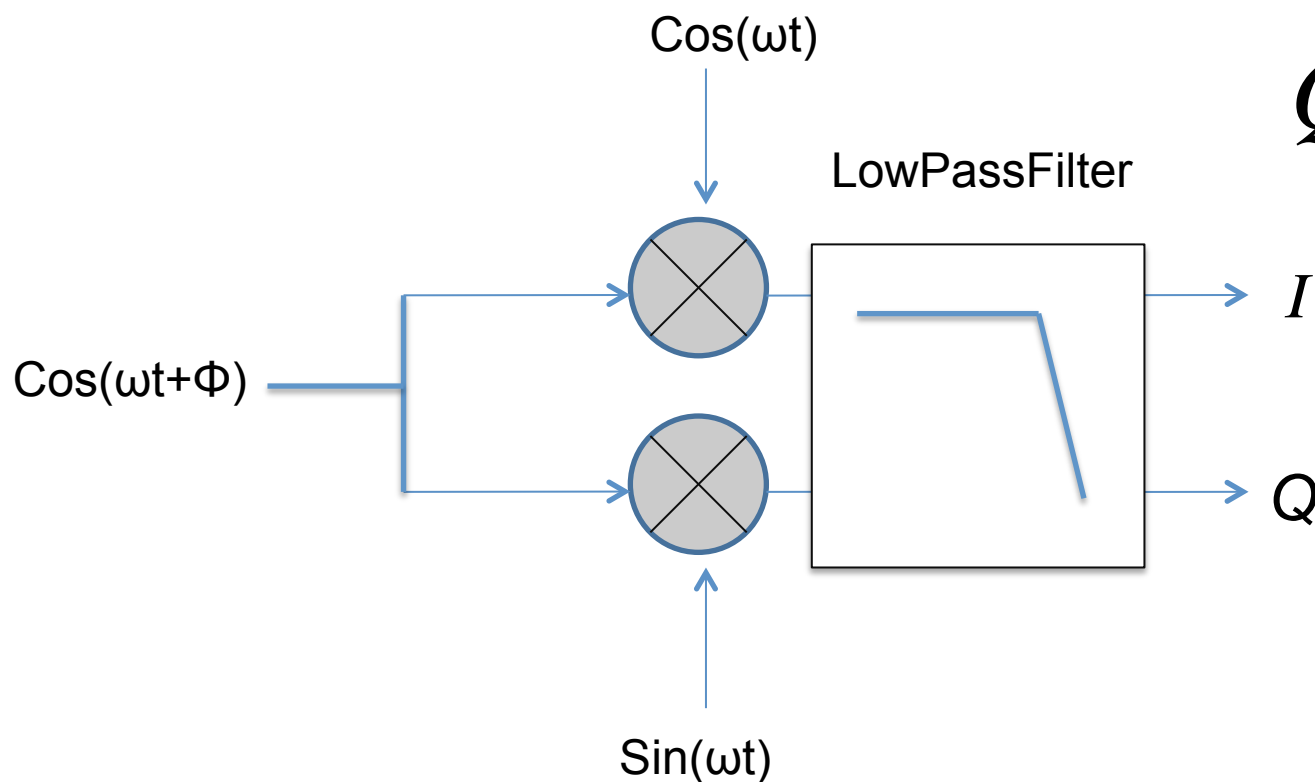 Cos(ωt)
Q
LowPassFilter
I
Cos(ωt+Φ)
Q
Sin(ωt)